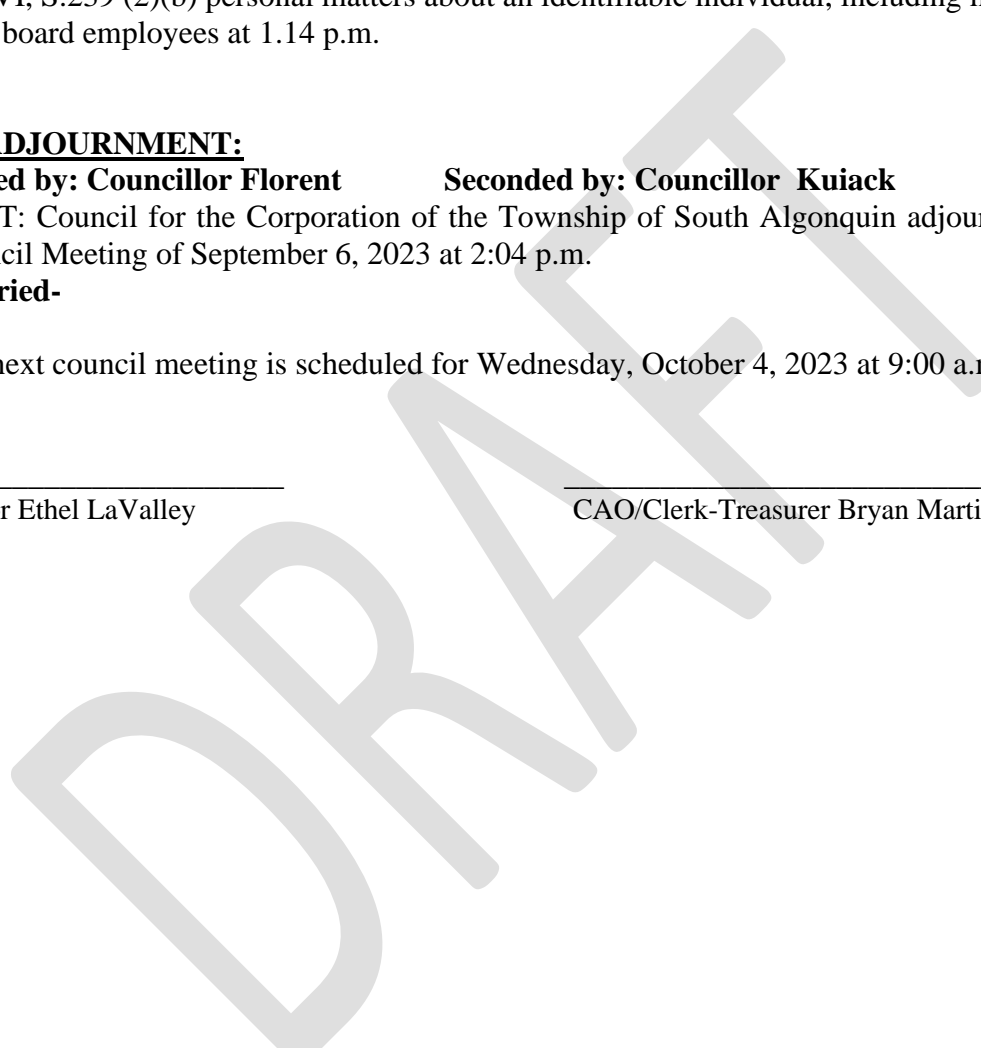 S.239 (2)(b) personal matters about an identifiable individual, including
board employees at 1.14 p.m.
ADJOURNMENT:
ed by: Councillor Florent Seconded by: Councillor Kuiack
T: Council for the Corporation of the Township of South Algonquin adjour
cil Meeting of September 6, 2023 at 2:04 p.m.
ried-
next council meeting is scheduled for Wednesday, October 4, 2023 at 9:00 a.m
r Ethel LaValley CAO/Clerk-Treasurer Bryan Marti
DRAFT